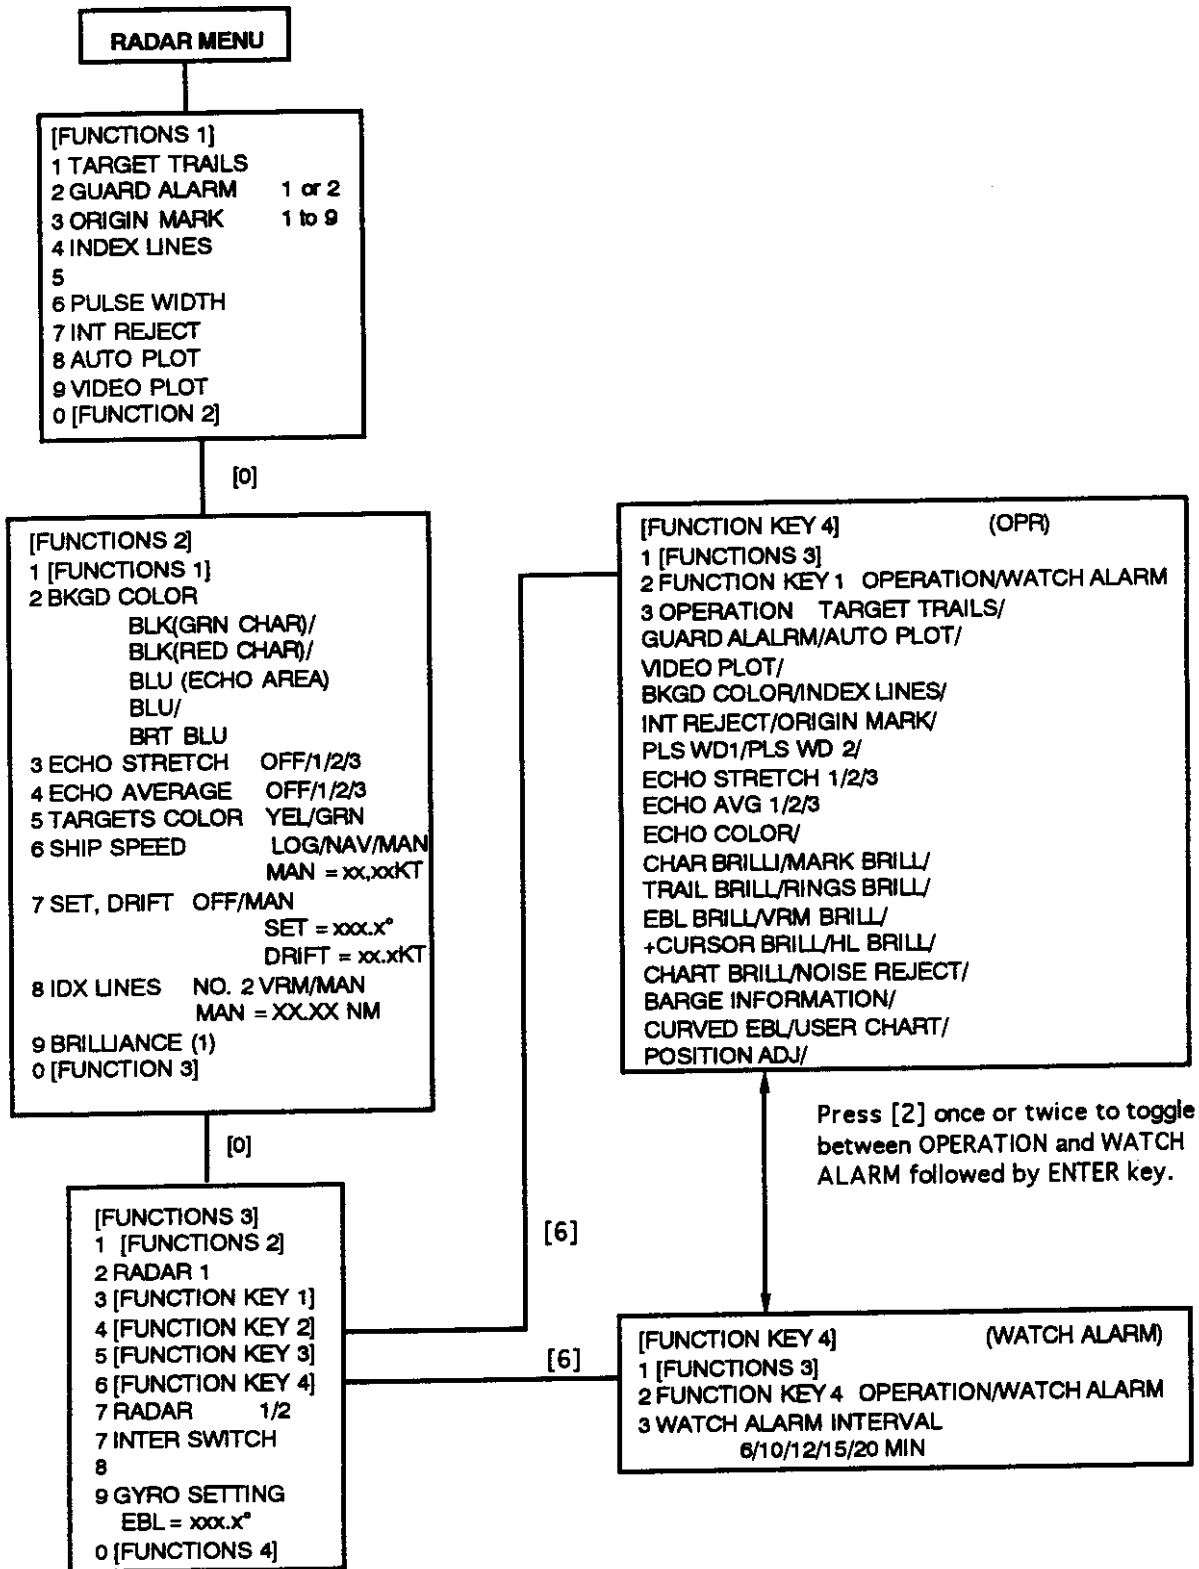 RADAR MENU
[FUNCTIONS 1]
1 TARGET TRAILS
2 GUARD ALARM 1 or 2
3 ORIGIN MARK 1 to 9
4 INDEX LINES
5
6 PULSE WIDTH
7 INT REJECT
8 AUTO PLOT
9 VIDEO PLOT
0 [FUNCTION 2]
[0]
[FUNCTIONS 2]
1 [FUNCTIONS 1]
2 BKGD COLOR
BLK(GRN CHAR)/
BLK(RED CHAR)/
BLU (ECHO AREA)
BLU/
BRT BLU
3 ECHO STRETCH OFF/1/2/3
4 ECHO AVERAGE OFF/1/2/3
5 TARGETS COLOR YEL/GRN
6 SHIP SPEED LOG/NAV/MAN
MAN = xx,xxKT
7 SET, DRIFT OFF/MAN
SET = xxx.x°
DRIFT = xx.xKT
8 IDX LINES NO. 2 VRM/MAN
MAN = XX.XX NM
9 BRILLIANCE (1)
0 [FUNCTION 3]
[0]
[FUNCTIONS 3]
1 [FUNCTIONS 2]
2 RADAR 1
3 [FUNCTION KEY 1]
4 [FUNCTION KEY 2]
5 [FUNCTION KEY 3]
6 [FUNCTION KEY 4]
7 RADAR 1/2
7 INTER SWITCH
8
9 GYRO SETTING
EBL = xxx.x°
0 [FUNCTIONS 4]
[6]
[6]
[FUNCTION KEY 4] (OPR)
1 [FUNCTIONS 3]
2 FUNCTION KEY 1 OPERATION/WATCH ALARM
3 OPERATION TARGET TRAILS/
GUARD ALALRM/AUTO PLOT/
VIDEO PLOT/
BKGD COLOR/INDEX LINES/
INT REJECT/ORIGIN MARK/
PLS WD1/PLS WD 2/
ECHO STRETCH 1/2/3
ECHO AVG 1/2/3
ECHO COLOR/
CHAR BRILLI/MARK BRILL/
TRAIL BRILL/RINGS BRILL/
EBL BRILL/VRM BRILL/
+CURSOR BRILL/HL BRILL/
CHART BRILL/NOISE REJECT/
BARGE INFORMATION/
CURVED EBL/USER CHART/
POSITION ADJ/
Press [2] once or twice to toggle
between OPERATION and WATCH
ALARM followed by ENTER key.
[FUNCTION KEY 4] (WATCH ALARM)
1 [FUNCTIONS 3]
2 FUNCTION KEY 4 OPERATION/WATCH ALARM
3 WATCH ALARM INTERVAL
6/10/12/15/20 MIN